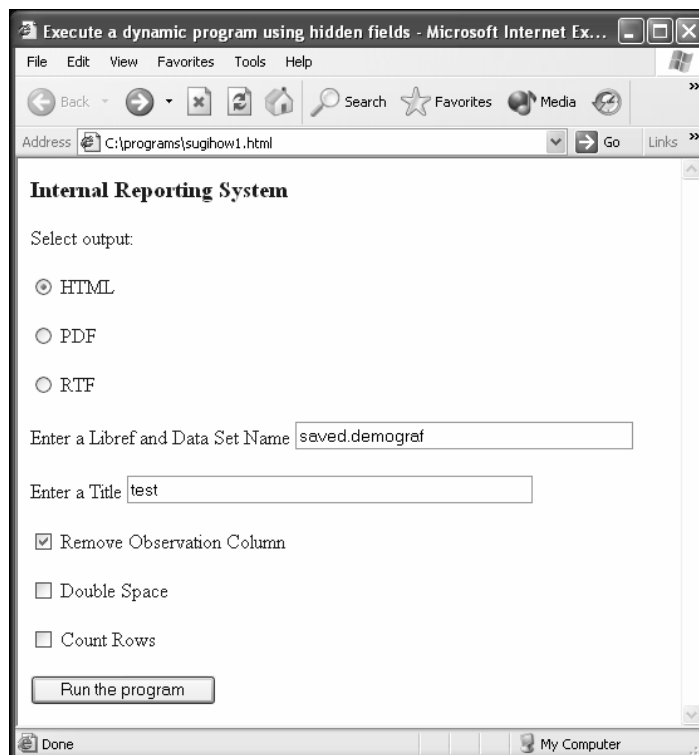 Execute a dynamic program using hidden fields - Microsoft Internet Ex...
File Edit View Favorites Tools Help
Back Search Favorites Media »
Address C:\programs\sugihow1.html Go Links »
Internal Reporting System
Select output:
HTML
PDF
RTF
Enter a Libref and Data Set Name saved.demograf
Enter a Title test
Remove Observation Column
Double Space
Count Rows
Run the program
Done My Computer